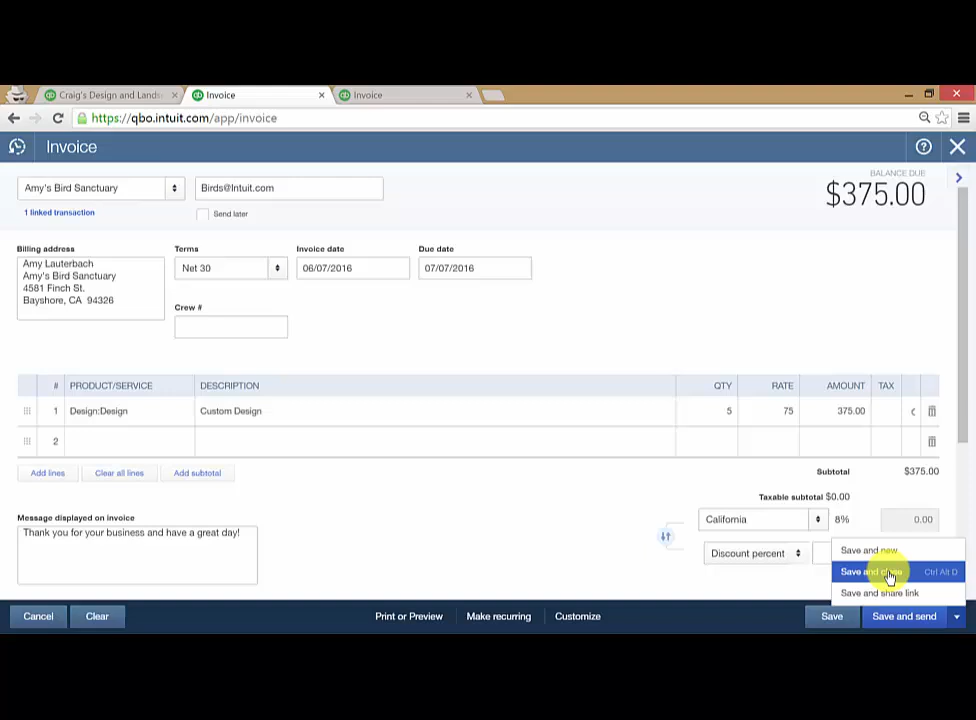 Craig's Design and Lands
Invoice
Invoice
https://qbo.intuit.com/app/invoice
Invoice
BALANCE DUE
$375.00
Amy's Bird Sanctuary
Birds@Intuit.com
1 linked transaction
Send later
Billing address
Terms
Invoice date
Due date
Amy Lauterbach
Amy's Bird Sanctuary
4581 Finch St.
Bayshore, CA 94326
Net 30
06/07/2016
07/07/2016
Crew #
# PRODUCT/SERVICE DESCRIPTION QTY RATE AMOUNT TAX
1 Design:Design Custom Design 5 75 375.00
2
Add lines Clear all lines Add subtotal
Subtotal $375.00
Taxable subtotal $0.00
Message displayed on invoice
Thank you for your business and have a great day!
California 8% 0.00
Discount percent
Save and new
Save and close Ctrl Alt D
Save and share link
Cancel Clear Print or Preview Make recurring Customize Save Save and send